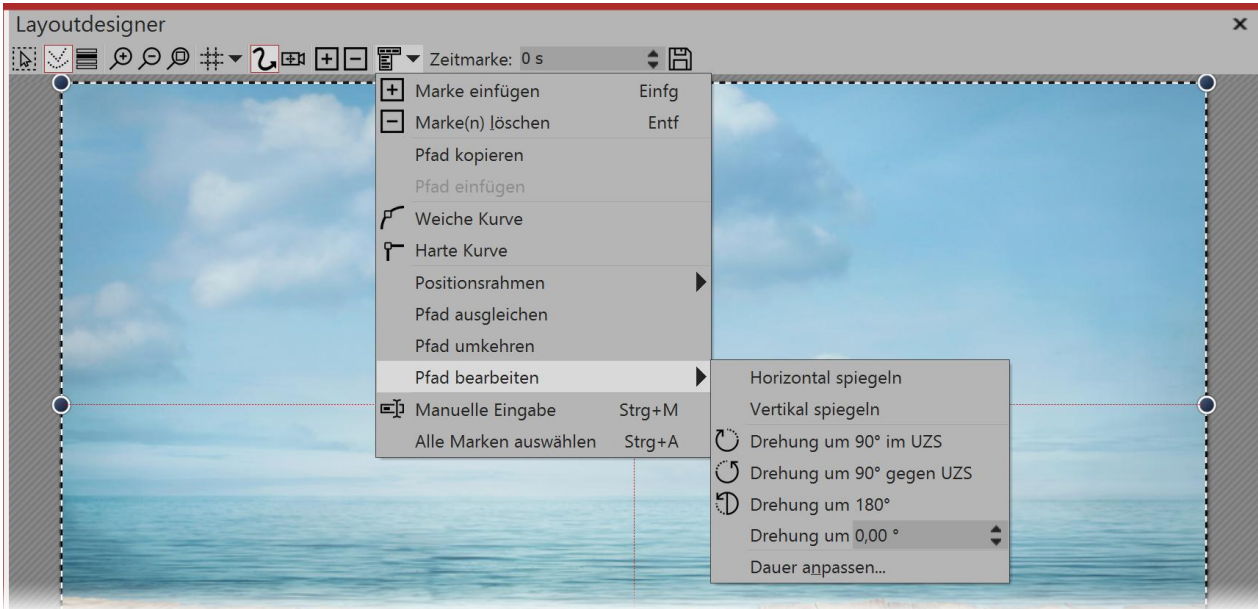 Layoutdesigner
Zeitmarke: 0 s
Marke einfügen Einfg
Marke(n) löschen Entf
Pfad kopieren
Pfad einfügen
Weiche Kurve
Harte Kurve
Positionsrahmen
Pfad ausgleichen
Pfad umkehren
Pfad bearbeiten
Horizontal spiegeln
Vertikal spiegeln
Manuelle Eingabe Strg+M
Alle Marken auswählen Strg+A
Drehung um 90° im UZS
Drehung um 90° gegen UZS
Drehung um 180°
Drehung um 0,00 °
Dauer anpassen...